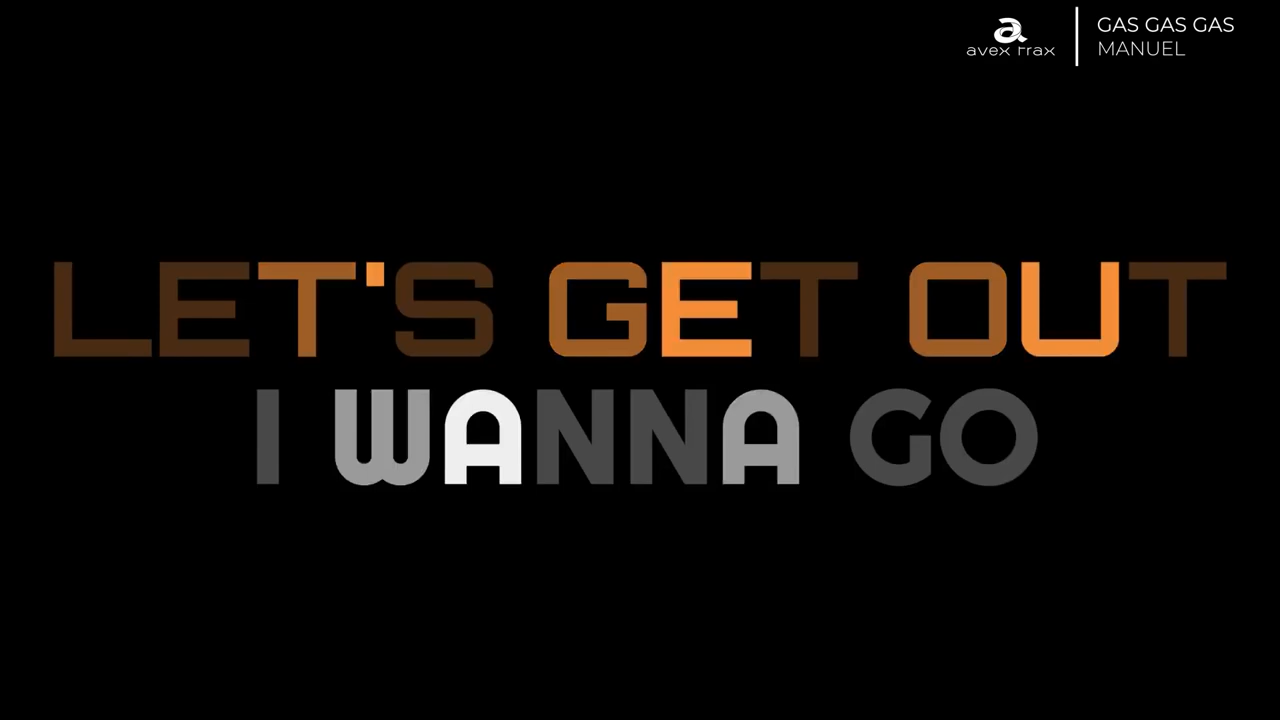 avex trax
GAS GAS GAS
MANUEL
LET'S GET OUT
I WANNA GO